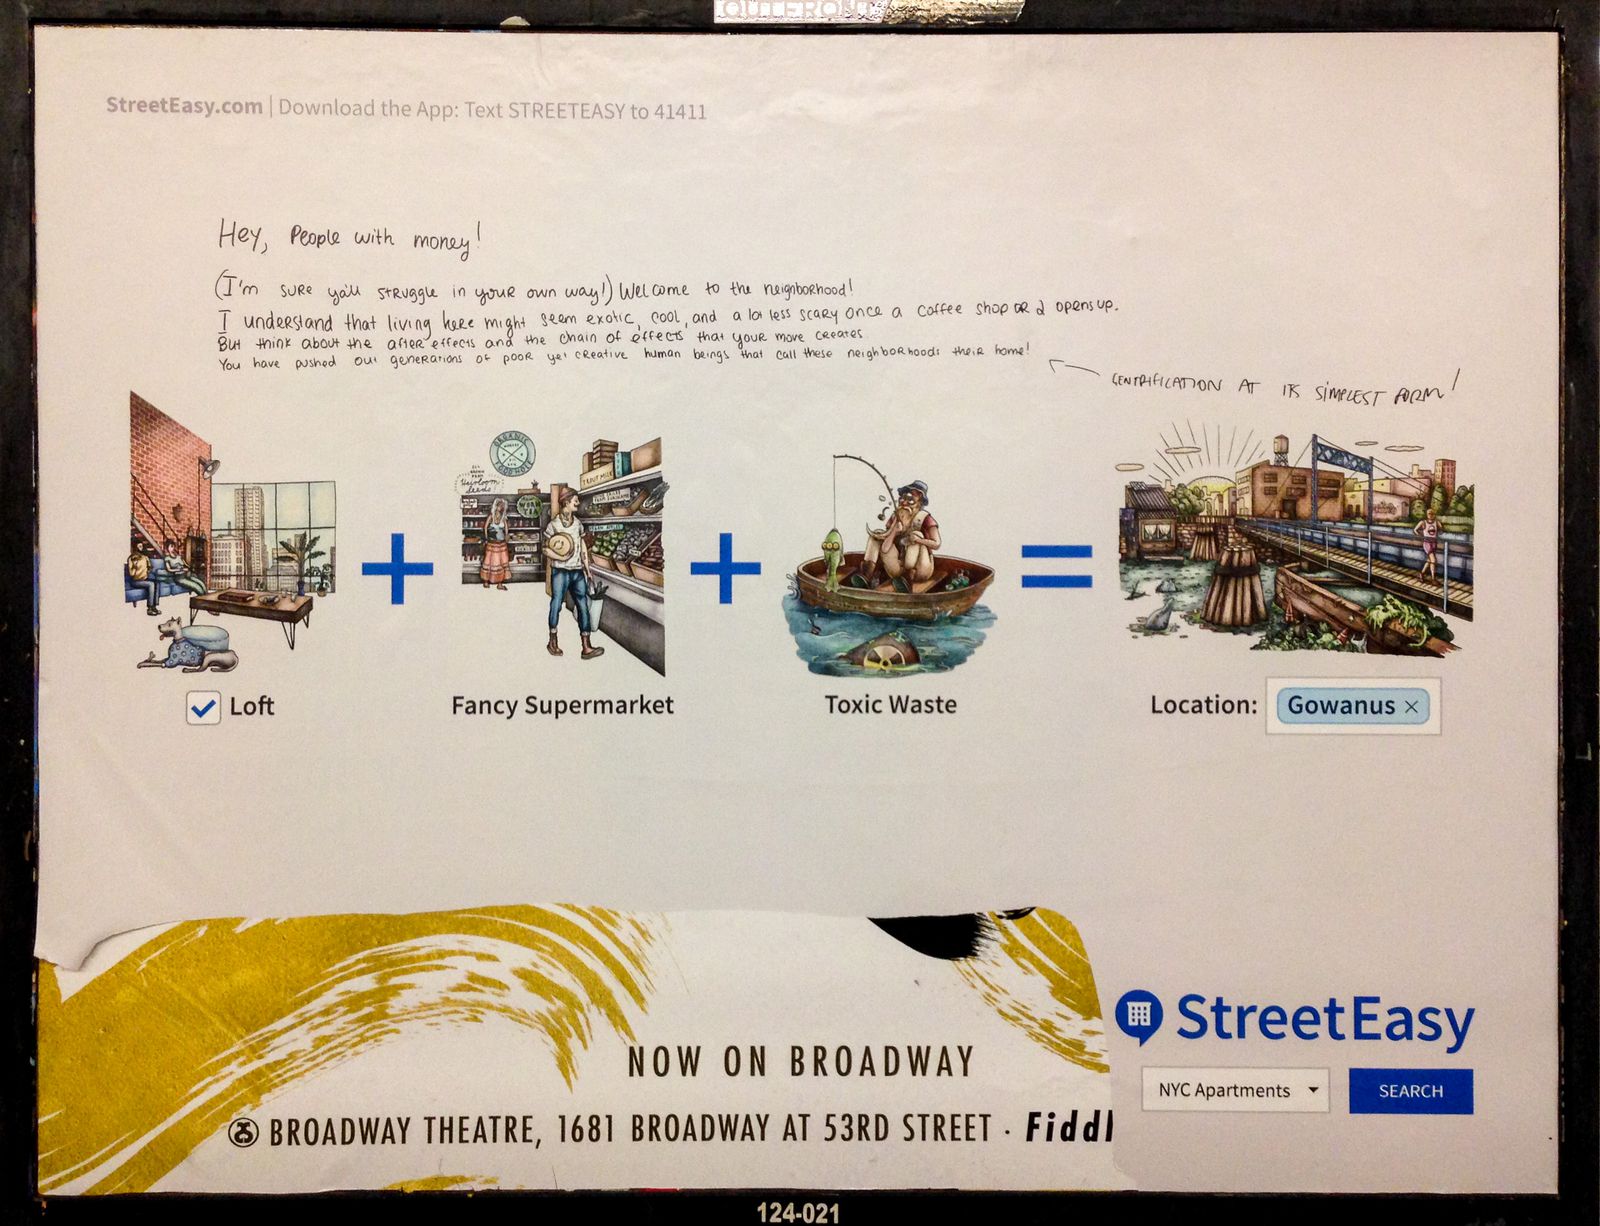 OUTFRONT
StreetEasy.com | Download the App: Text STREETEASY to 41411
Hey, People with money!
(I'm sure ya'll struggle in your own way!) Welcome to the neighborhood!
I understand that living here might seem exotic, cool, and a lot less scary once a coffee shop or 2 opens up.
But think about the after effects and the chain of effects that your move creates
You have pushed out generations of poor yet creative human beings that call these neighborhoods their home!
GENTRIFICATION AT ITS SIMPLEST FORM!
ORGANIC
FOOD HOLE
Heirloom
Seeds
TROUT MILK
+ + =
Loft
Fancy Supermarket
Toxic Waste
Location: Gowanus ×
NOW ON BROADWAY
BROADWAY THEATRE, 1681 BROADWAY AT 53RD STREET · Fiddl
StreetEasy
NYC Apartments
SEARCH
124-021